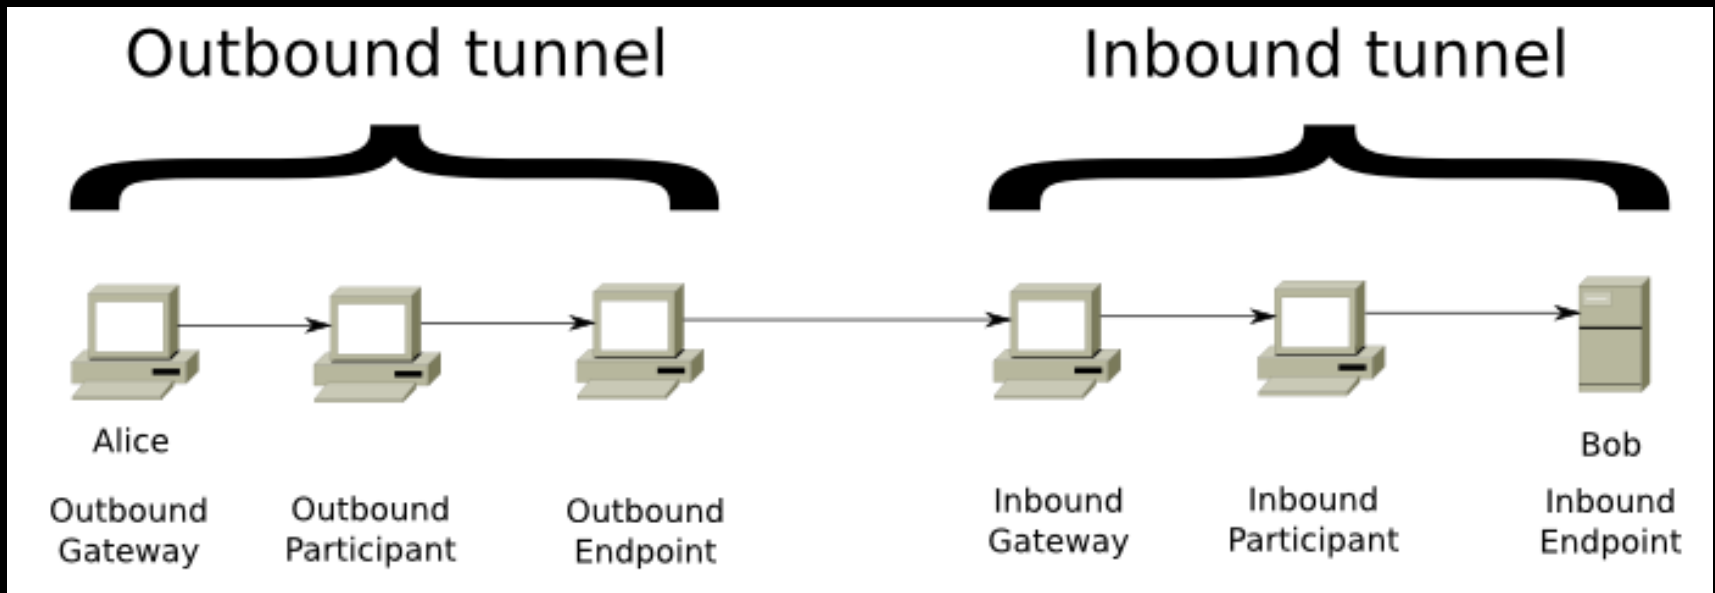 Outbound tunnel
Inbound tunnel
Alice
Bob
Outbound
Gateway
Outbound
Participant
Outbound
Endpoint
Inbound
Gateway
Inbound
Participant
Inbound
Endpoint